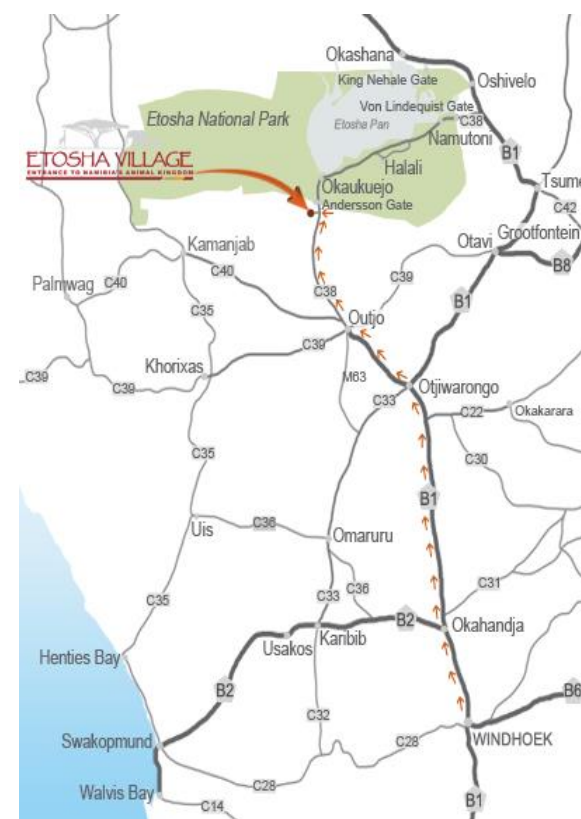 Okashana
King Nehale Gate
Oshivelo
Etosha National Park
Von Lindequist Gate
C38
Etosha Pan
Namutoni
B1
ETOSHA VILLAGE
ENTRANCE TO NAMIBIA'S ANIMAL KINGDOM
Halali
Okaukuejo
Tsume
Andersson Gate
C42
Grootfontein
Kamanjab
Otavi
B8
C40
C39
Palmwag
C40
C38
B1
C35
Outjo
Khorixas
C39
M63
C39
C39
Otjiwarongo
C33
C22
Okakarara
C35
C30
B1
Uis
C36
Omaruru
C31
C35
C33
C36
B2
Okahandja
Usakos
Karibib
Henties Bay
B2
B6
C32
Swakopmund
C28
WINDHOEK
C28
Walvis Bay
C14
B1